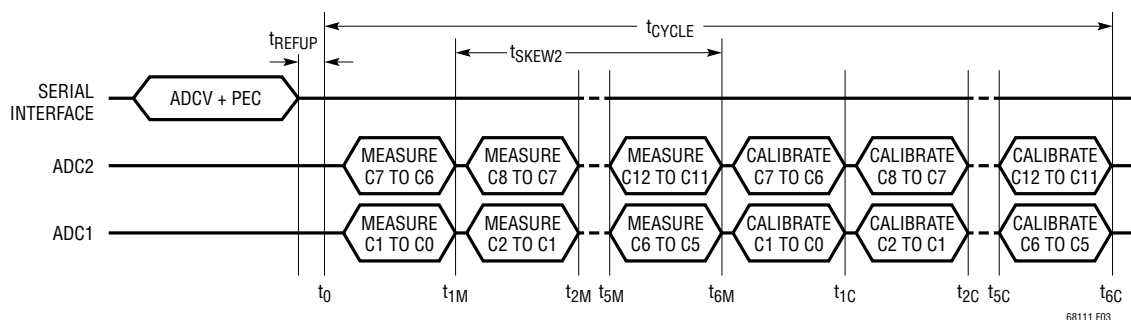 tCYCLE
tREFUP
tSKEW2
SERIAL
INTERFACE
ADCV + PEC
ADC2
MEASURE
C7 TO C6
MEASURE
C8 TO C7
MEASURE
C12 TO C11
CALIBRATE
C7 TO C6
CALIBRATE
C8 TO C7
CALIBRATE
C12 TO C11
ADC1
MEASURE
C1 TO C0
MEASURE
C2 TO C1
MEASURE
C6 TO C5
CALIBRATE
C1 TO C0
CALIBRATE
C2 TO C1
CALIBRATE
C6 TO C5
t0 t1M t2M t5M t6M t1C t2C t5C t6C
68111 F03